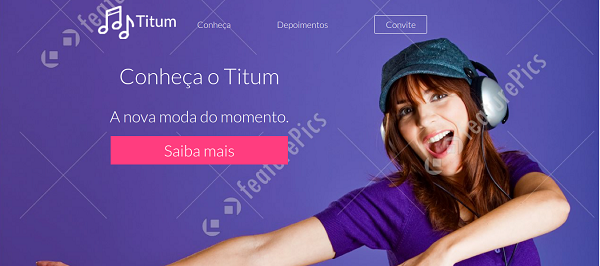 Titum
Conheça
Depoimentos
Convite
featurePics
Conheça o Titum
A nova moda do momento.
Saiba mais
featurePics
featurePics